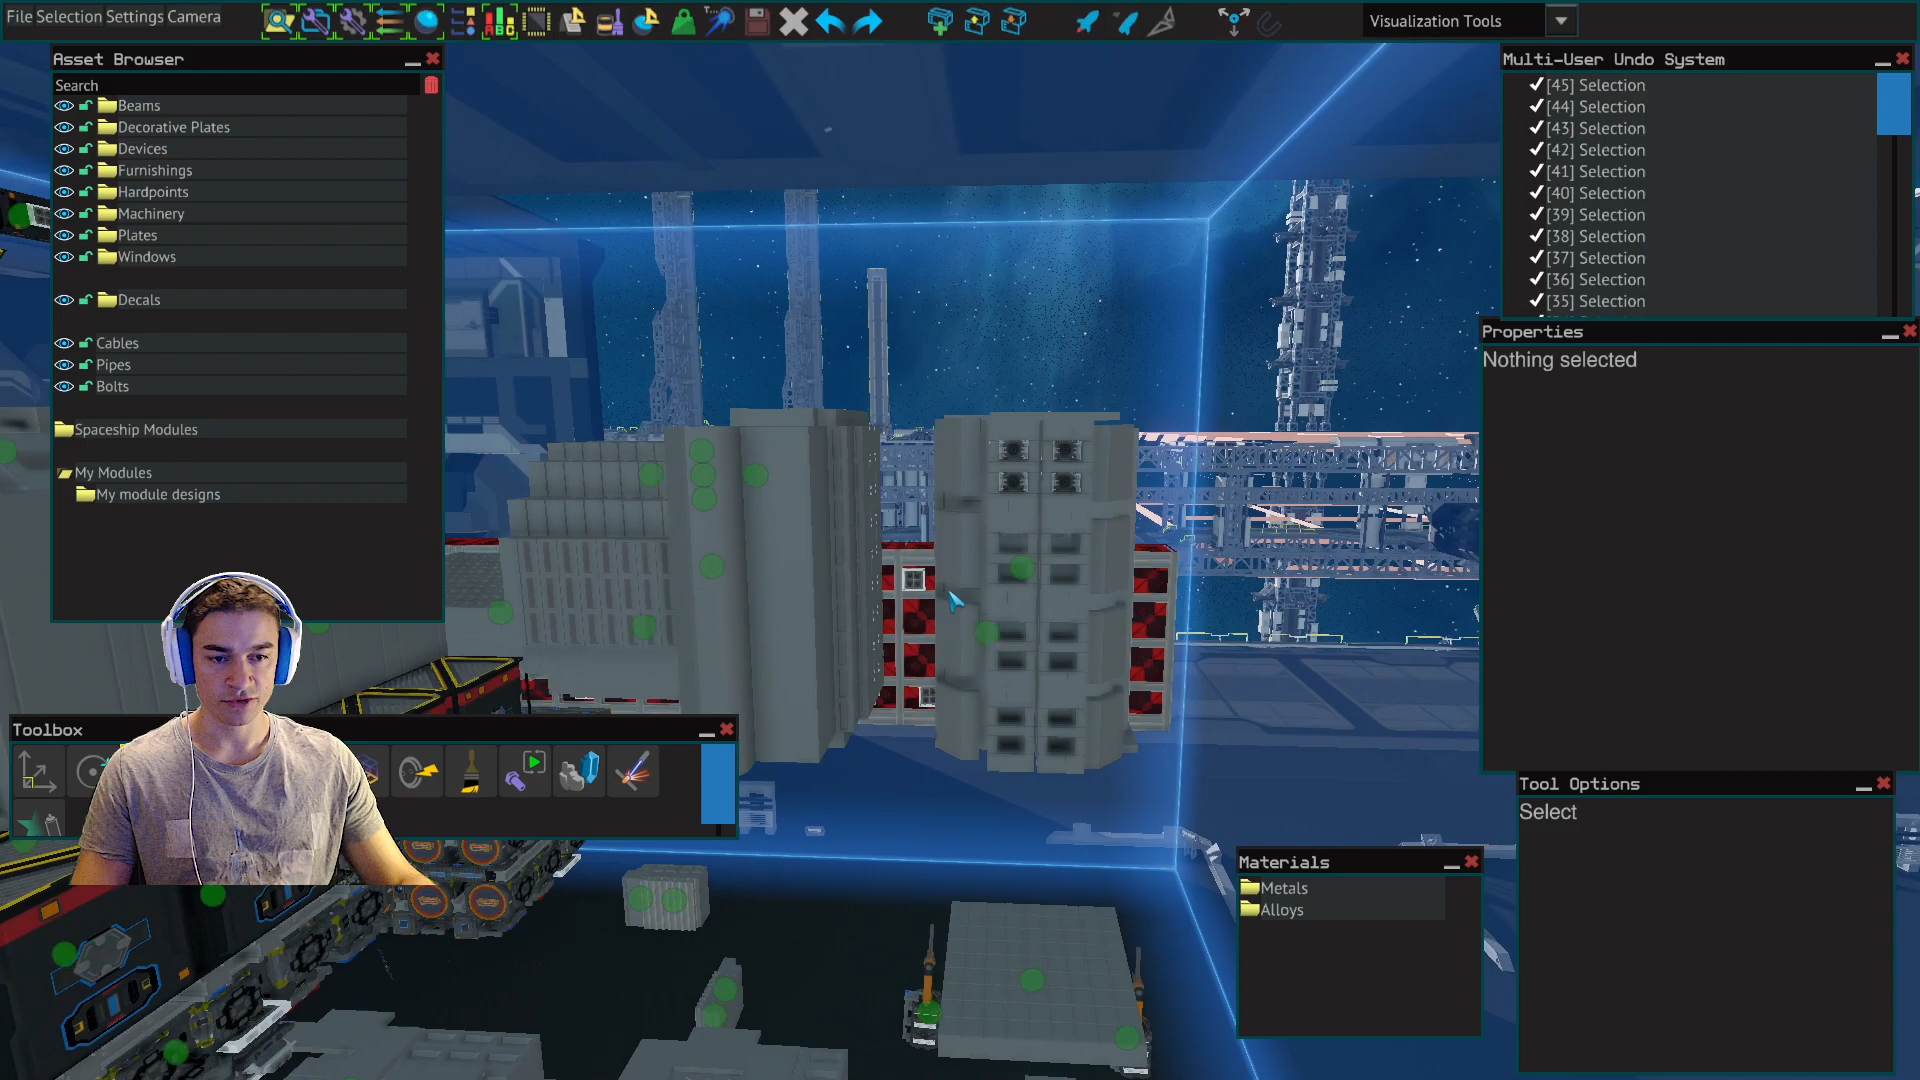 File Selection Settings Camera
Visualization Tools
Asset Browser
Search
Beams
Decorative Plates
Devices
Furnishings
Hardpoints
Machinery
Plates
Windows
Decals
Cables
Pipes
Bolts
Spaceship Modules
My Modules
My module designs
Toolbox
Multi-User Undo System
[45] Selection
[44] Selection
[43] Selection
[42] Selection
[41] Selection
[40] Selection
[39] Selection
[38] Selection
[37] Selection
[36] Selection
[35] Selection
Properties
Nothing selected
Tool Options
Select
Materials
Metals
Alloys
ABC